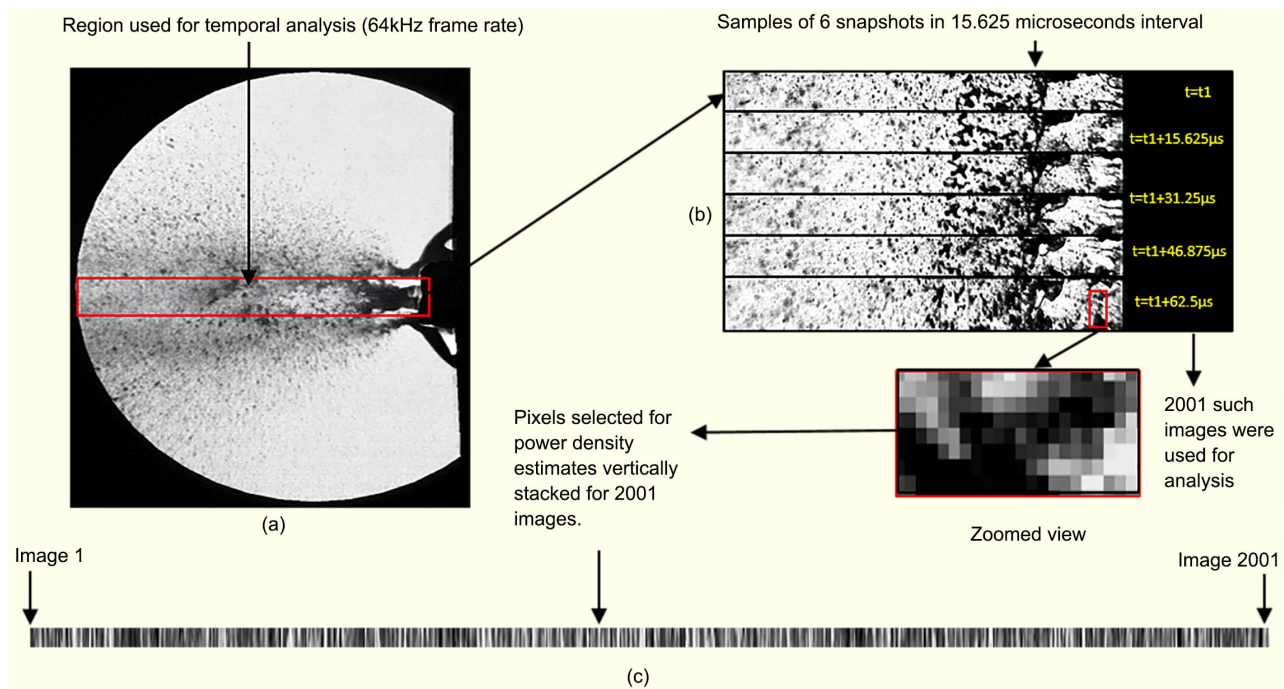 Region used for temporal analysis (64kHz frame rate)
Samples of 6 snapshots in 15.625 microseconds interval
t=t1
t=t1+15.625µs
t=t1+31.25µs
t=t1+46.875µs
t=t1+62.5µs
(b)
(a)
Pixels selected for
power density
estimates vertically
stacked for 2001
images.
2001 such
images were
used for
analysis
Zoomed view
Image 1
Image 2001
(c)